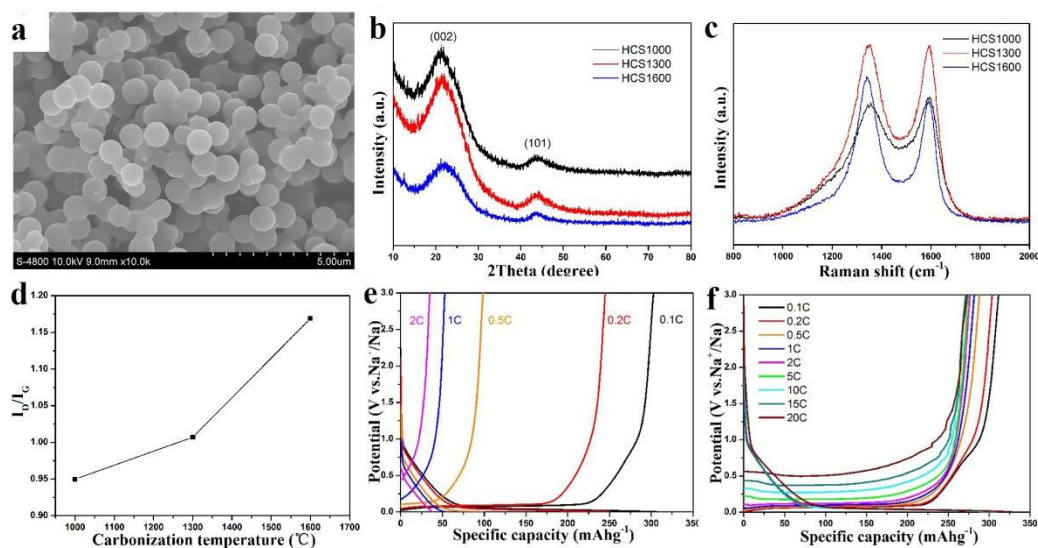 a
S-4800 10.0kV 9.0mm x10.0k
5.00um
b
(002)
(101)
HCS1000
HCS1300
HCS1600
Intensity (a.u.)
10 20 30 40 50 60 70 80
2Theta (degree)
c
HCS1000
HCS1300
HCS1600
Intensity (a.u.)
800 1000 1200 1400 1600 1800 2000
Raman shift (cm⁻¹)
d
I_D/I_G
1.20
1.15
1.10
1.05
1.00
0.95
0.90
1000 1100 1200 1300 1400 1500 1600 1700
Carbonization temperature (℃)
e
2C 1C 0.5C 0.2C 0.1C
Potential (V vs.Na⁺/Na)
3.0
2.5
2.0
1.5
1.0
0.5
0.0
0 50 100 150 200 250 300 350
Specific capacity (mAhg⁻¹)
f
0.1C
0.2C
0.5C
1C
2C
5C
10C
15C
20C
Potential (V vs.Na⁺/Na)
3.0
2.5
2.0
1.5
1.0
0.5
0.0
0 50 100 150 200 250 300 350
Specific capacity (mAhg⁻¹)